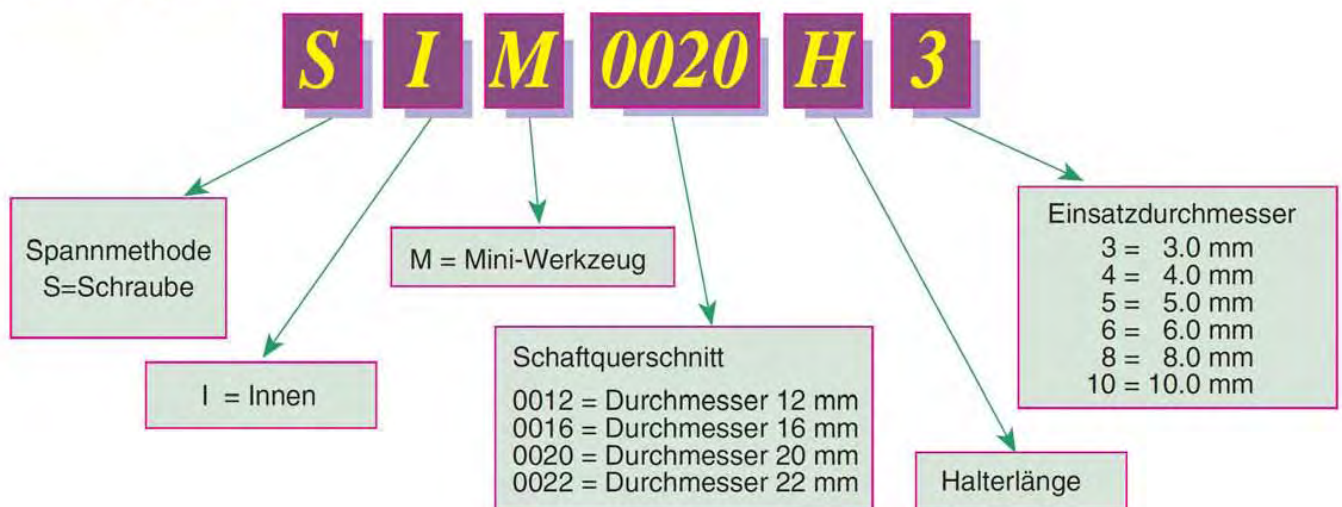 S I M 0020 H 3
Spannmethode
S=Schraube
I = Innen
M = Mini-Werkzeug
Schaftquerschnitt
0012 = Durchmesser 12 mm
0016 = Durchmesser 16 mm
0020 = Durchmesser 20 mm
0022 = Durchmesser 22 mm
Halterlänge
Einsatzdurchmesser
3 = 3.0 mm
4 = 4.0 mm
5 = 5.0 mm
6 = 6.0 mm
8 = 8.0 mm
10 = 10.0 mm